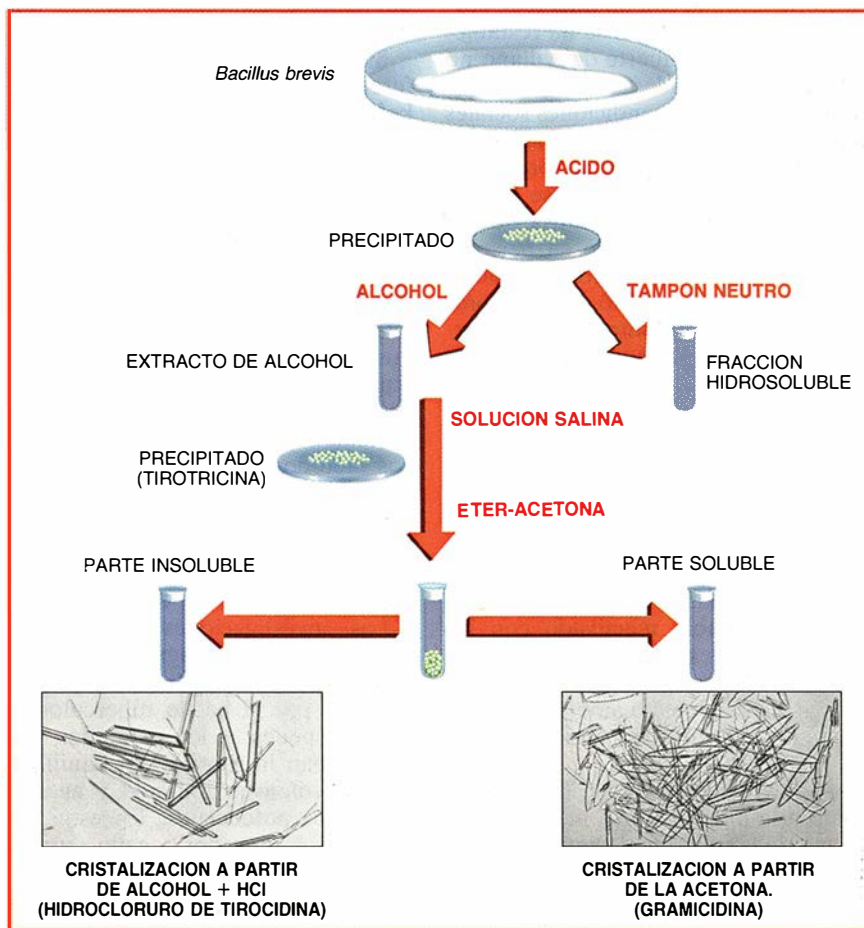 Bacillus brevis
ACIDO
PRECIPITADO
ALCOHOL
TAMPON NEUTRO
EXTRACTO DE ALCOHOL
FRACCION
HIDROSOLUBLE
SOLUCION SALINA
PRECIPITADO
(TIROTRICINA)
ETER-ACETONA
PARTE INSOLUBLE
PARTE SOLUBLE
CRISTALIZACION A PARTIR
DE ALCOHOL + HCl
(HIDROCLORURO DE TIROCIDINA)
CRISTALIZACION A PARTIR
DE LA ACETONA.
(GRAMICIDINA)